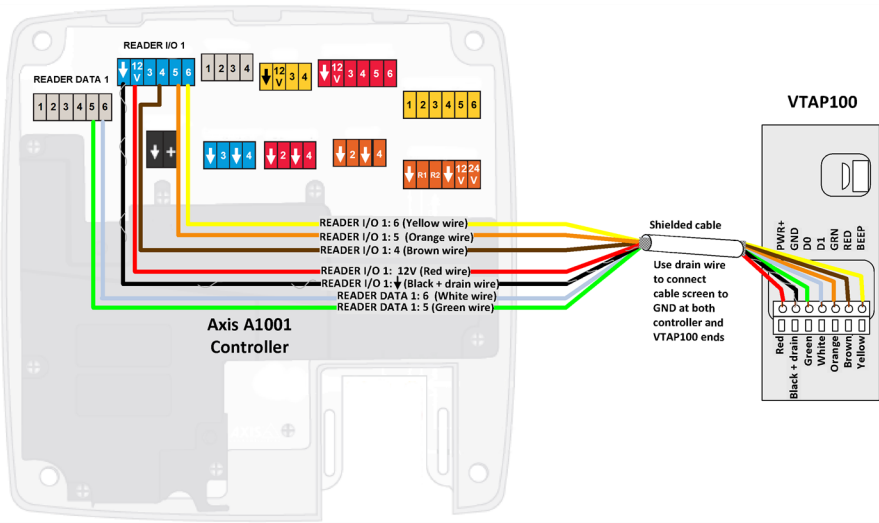 READER I/O 1
READER DATA 1
↓ 12 V 3 4 5 6
1 2 3 4
↓ 12 V 3 4
↓ 12 V 3 4 5 6
1 2 3 4 5 6
1 2 3 4 5 6
↓ +
↓ 3 ↓ 4
↓ 2 ↓ 4
↓ 2 ↓ 4
↓ R1 R2 ↓ 12 V 24 V
READER I/O 1: 6 (Yellow wire)
READER I/O 1: 5 (Orange wire)
READER I/O 1: 4 (Brown wire)
READER I/O 1: 12V (Red wire)
READER I/O 1: ↓ (Black + drain wire)
READER DATA 1: 6 (White wire)
READER DATA 1: 5 (Green wire)
Axis A1001
Controller
AXIS
Shielded cable
Use drain wire
to connect
cable screen to
GND at both
controller and
VTAP100 ends
VTAP100
PWR+
GND
D0
D1
GRN
RED
BEEP
Red
Black + drain
Green
White
Orange
Brown
Yellow